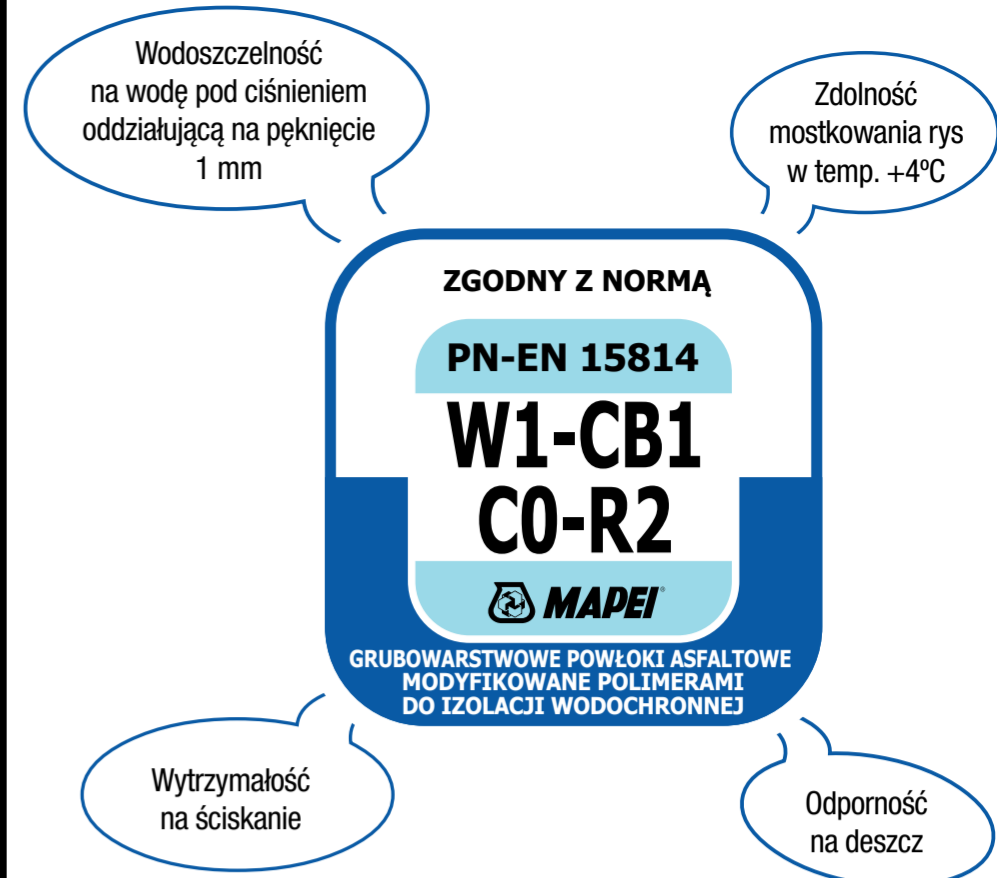 Wodoszczelność
na wodę pod ciśnieniem
oddziałującą na pęknięcie
1 mm
Zdolność
mostkowania rys
w temp. +4ºC
ZGODNY Z NORMĄ
PN-EN 15814
W1-CB1
C0-R2
MAPEI®
GRUBOWARSTWOWE POWŁOKI ASFALTOWE
MODYFIKOWANE POLIMERAMI
DO IZOLACJI WODOCHRONNEJ
Wytrzymałość
na ściskanie
Odporność
na deszcz